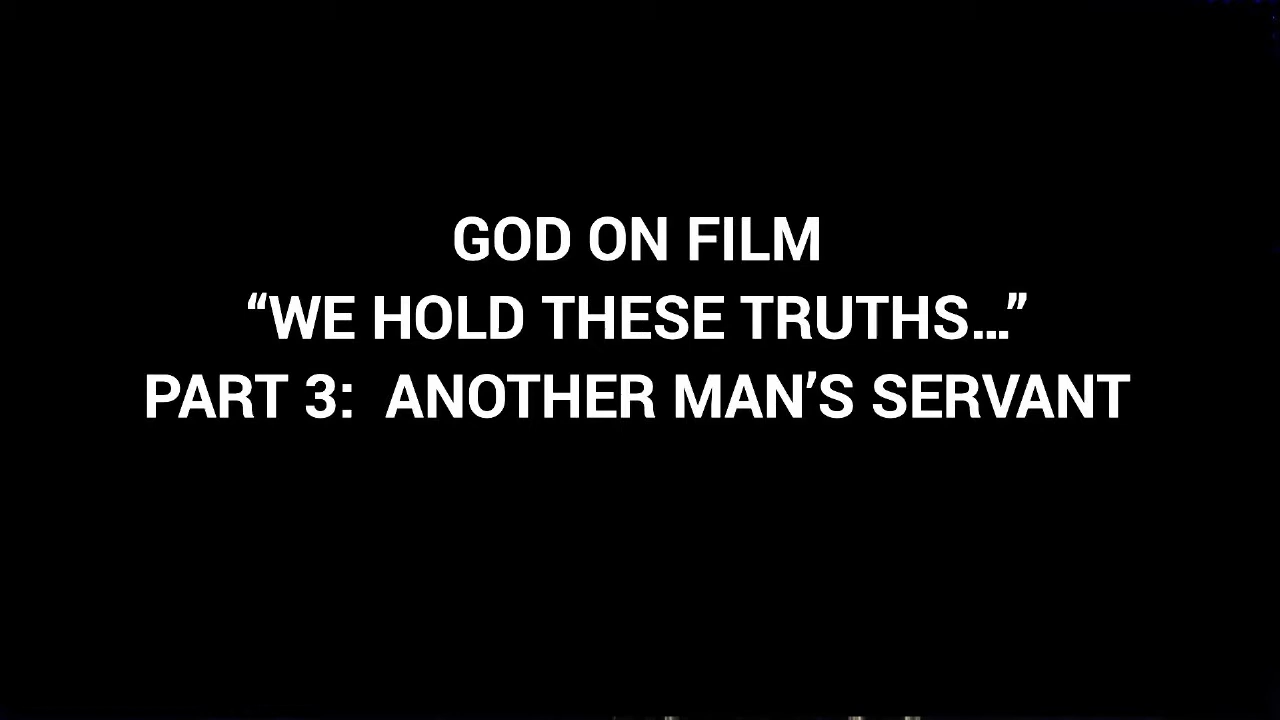 GOD ON FILM
“WE HOLD THESE TRUTHS…”
PART 3:  ANOTHER MAN’S SERVANT